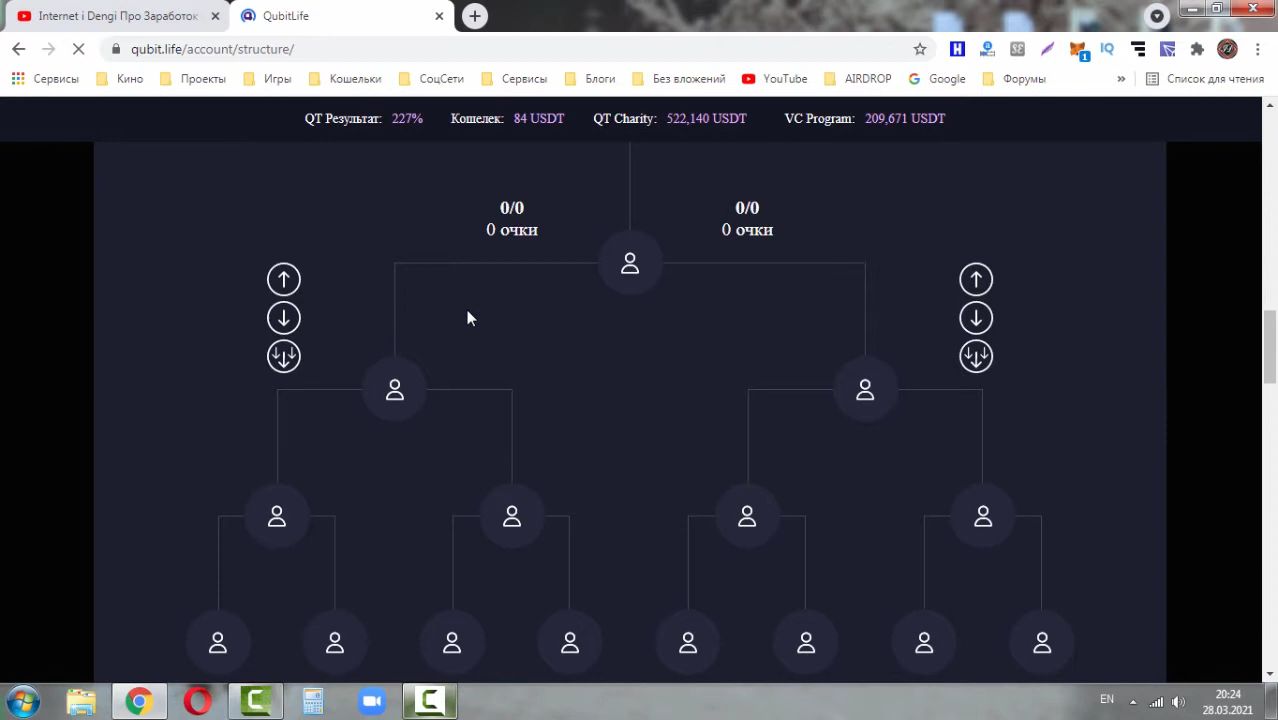 Internet i Dengi Про Заработок
QubitLife
qubit.life/account/structure/
Сервисы Кино Проекты Игры Кошельки СоцСети Сервисы Блоги Без вложений YouTube AIRDROP Google Форумы » Список для чтения
QT Результат: 227% Кошелек: 84 USDT QT Charity: 522,140 USDT VC Program: 209,671 USDT
0/0 0/0
0 очки 0 очки
EN 20:24
28.03.2021